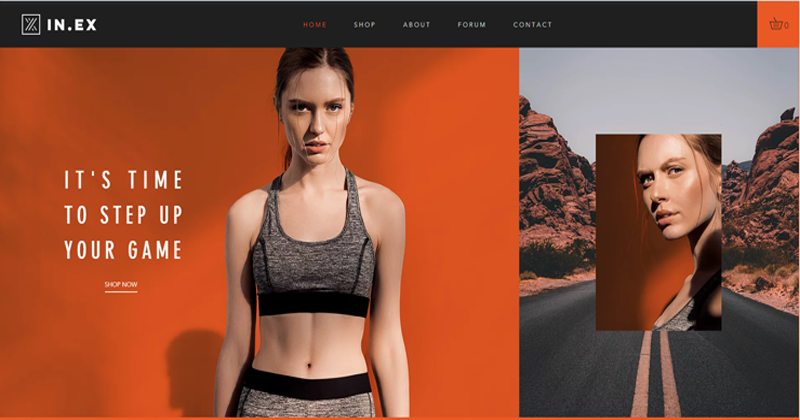 IN.EX
HOME SHOP ABOUT FORUM CONTACT
0
IT'S TIME
TO STEP UP
YOUR GAME
SHOP NOW